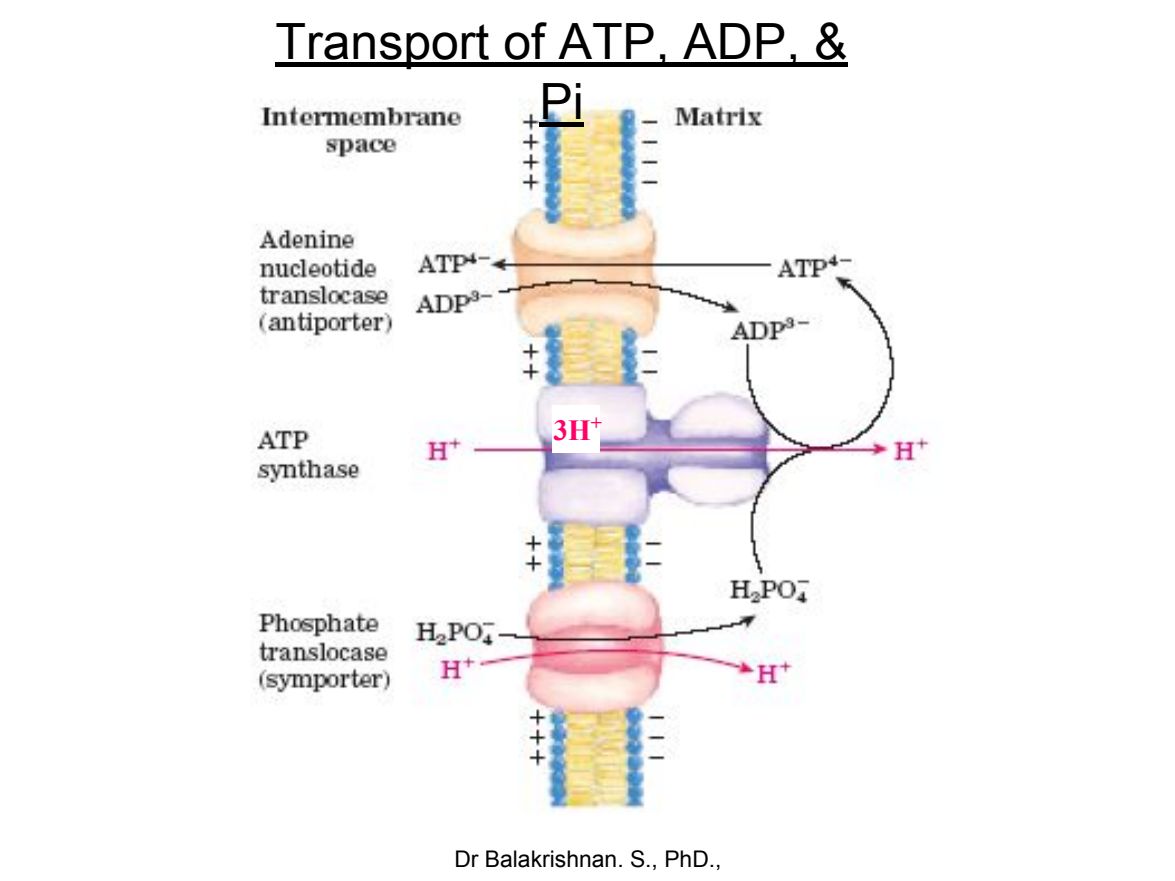 Transport of ATP, ADP, &
Pi
Intermembrane
space
Matrix
+ −
+ −
+ −
+ −
Adenine
nucleotide
translocase
(antiporter)
ATP⁴⁻
ATP⁴⁻
ADP³⁻
ADP³⁻
+ −
+ −
ATP
synthase
H⁺
3H⁺
H⁺
+ −
+ −
H₂PO₄⁻
Phosphate
translocase
(symporter)
H₂PO₄⁻
H⁺
H⁺
+ −
+ −
+ −
Dr Balakrishnan. S., PhD.,